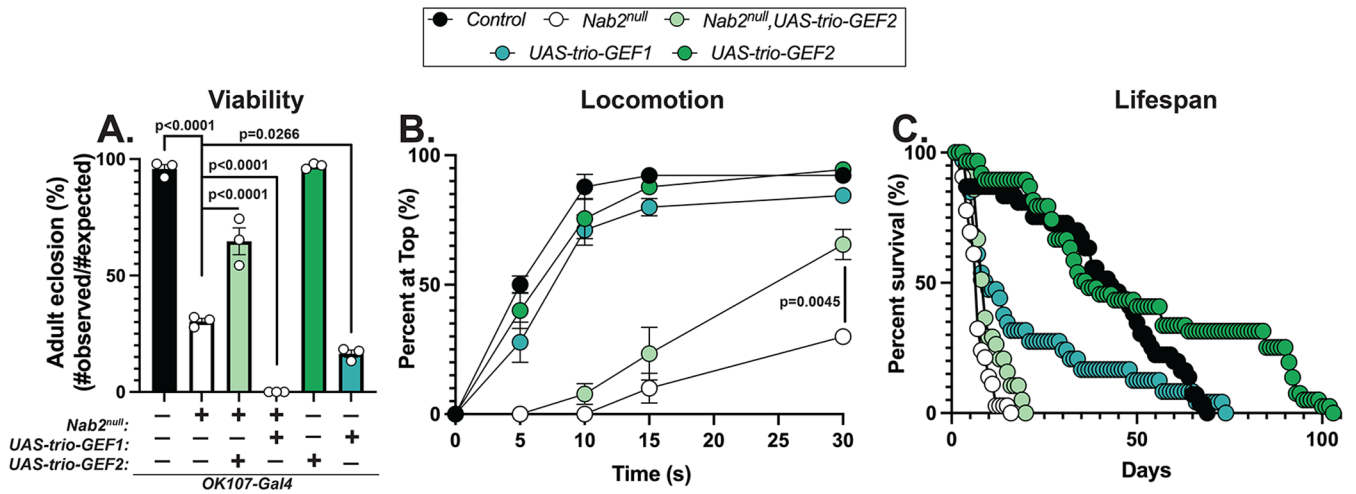 Control Nab2null Nab2null,UAS-trio-GEF2
UAS-trio-GEF1 UAS-trio-GEF2
Viability
A.
p<0.0001
p=0.0266
p<0.0001
p<0.0001
Adult eclosion (%)
(#observed/#expected)
100
50
0
Nab2null: – + + + – –
UAS-trio-GEF1: – – – + – +
UAS-trio-GEF2: – – + – + –
OK107-Gal4
Locomotion
B.
Percent at Top (%)
100
50
0
p=0.0045
0 5 10 15 30
Time (s)
Lifespan
C.
Percent survival (%)
100
50
0
0 50 100
Days